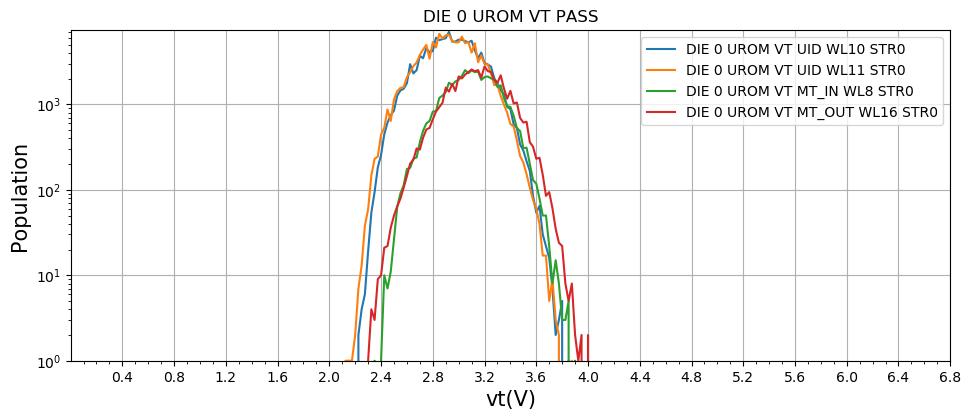 DIE 0 UROM VT PASS
DIE 0 UROM VT UID WL10 STR0
DIE 0 UROM VT UID WL11 STR0
DIE 0 UROM VT MT_IN WL8 STR0
DIE 0 UROM VT MT_OUT WL16 STR0
Population
10³
10²
10¹
10⁰
0.4 0.8 1.2 1.6 2.0 2.4 2.8 3.2 3.6 4.0 4.4 4.8 5.2 5.6 6.0 6.4 6.8
vt(V)